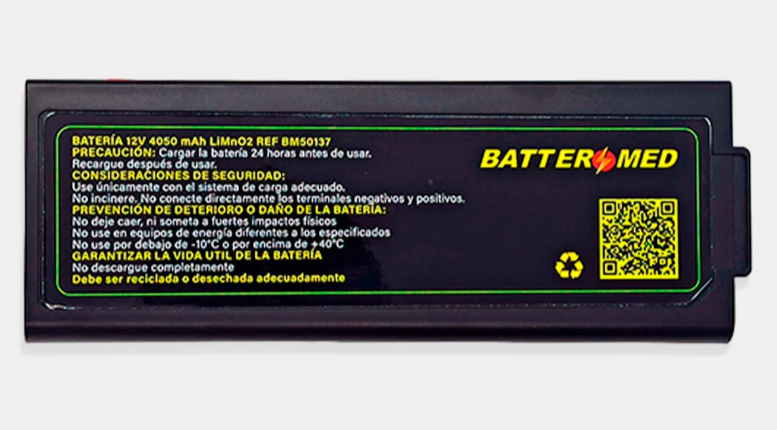 BATERÍA 12V 4050 mAh LiMnO2 REF BM50137
PRECAUCIÓN: Cargar la batería 24 horas antes de usar.
Recargue después de usar.
CONSIDERACIONES DE SEGURIDAD:
Use únicamente con el sistema de carga adecuado.
No incinere. No conecte directamente los terminales negativos y positivos.
PREVENCIÓN DE DETERIORO O DAÑO DE LA BATERÍA:
No deje caer, ni someta a fuertes impactos físicos
No use en equipos de energía diferentes a los especificados
No use por debajo de -10°C o por encima de +40°C
GARANTIZAR LA VIDA UTIL DE LA BATERÍA
No descargue completamente
Debe ser reciclada o desechada adecuadamente
BATTERMED